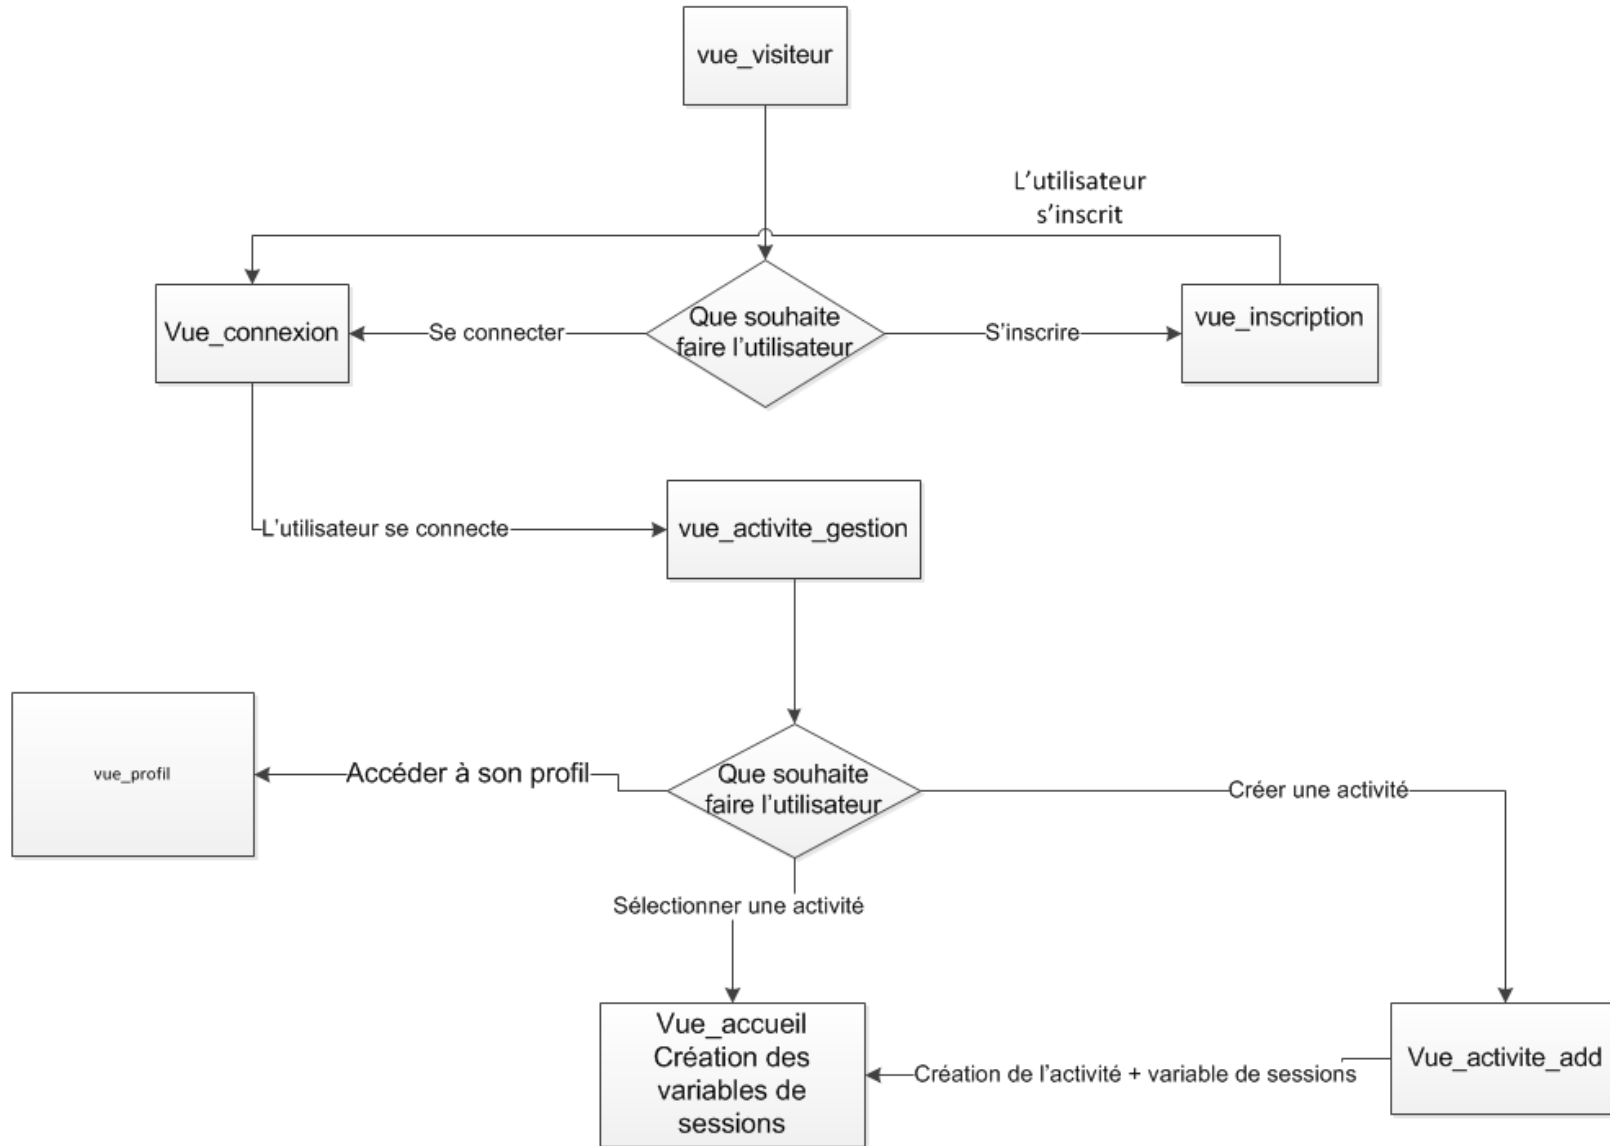 vue_visiteur
L'utilisateur
s'inscrit
Vue_connexion
Se connecter
Que souhaite
faire l'utilisateur
S'inscrire
vue_inscription
L'utilisateur se connecte
vue_activite_gestion
vue_profil
Accéder à son profil
Que souhaite
faire l'utilisateur
Créer une activité
Sélectionner une activité
Vue_accueil
Création des
variables de
sessions
Création de l'activité + variable de sessions
Vue_activite_add